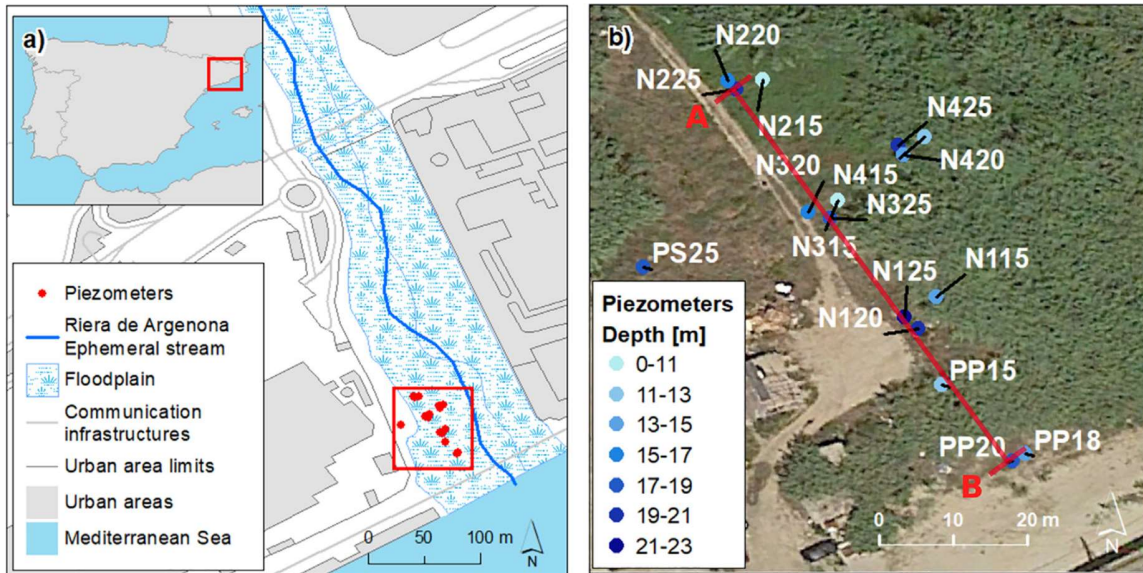 a)
Piezometers
Riera de Argenona
Ephemeral stream
Floodplain
Communication
infrastructures
Urban area limits
Urban areas
Mediterranean Sea
0 50 100 m
N
b)
N220
N225
A
N215
N425
N420
N320
N415
N325
N315
PS25
N125
N115
N120
PP15
PP20
PP18
B
Piezometers
Depth [m]
0-11
11-13
13-15
15-17
17-19
19-21
21-23
0 10 20 m
N